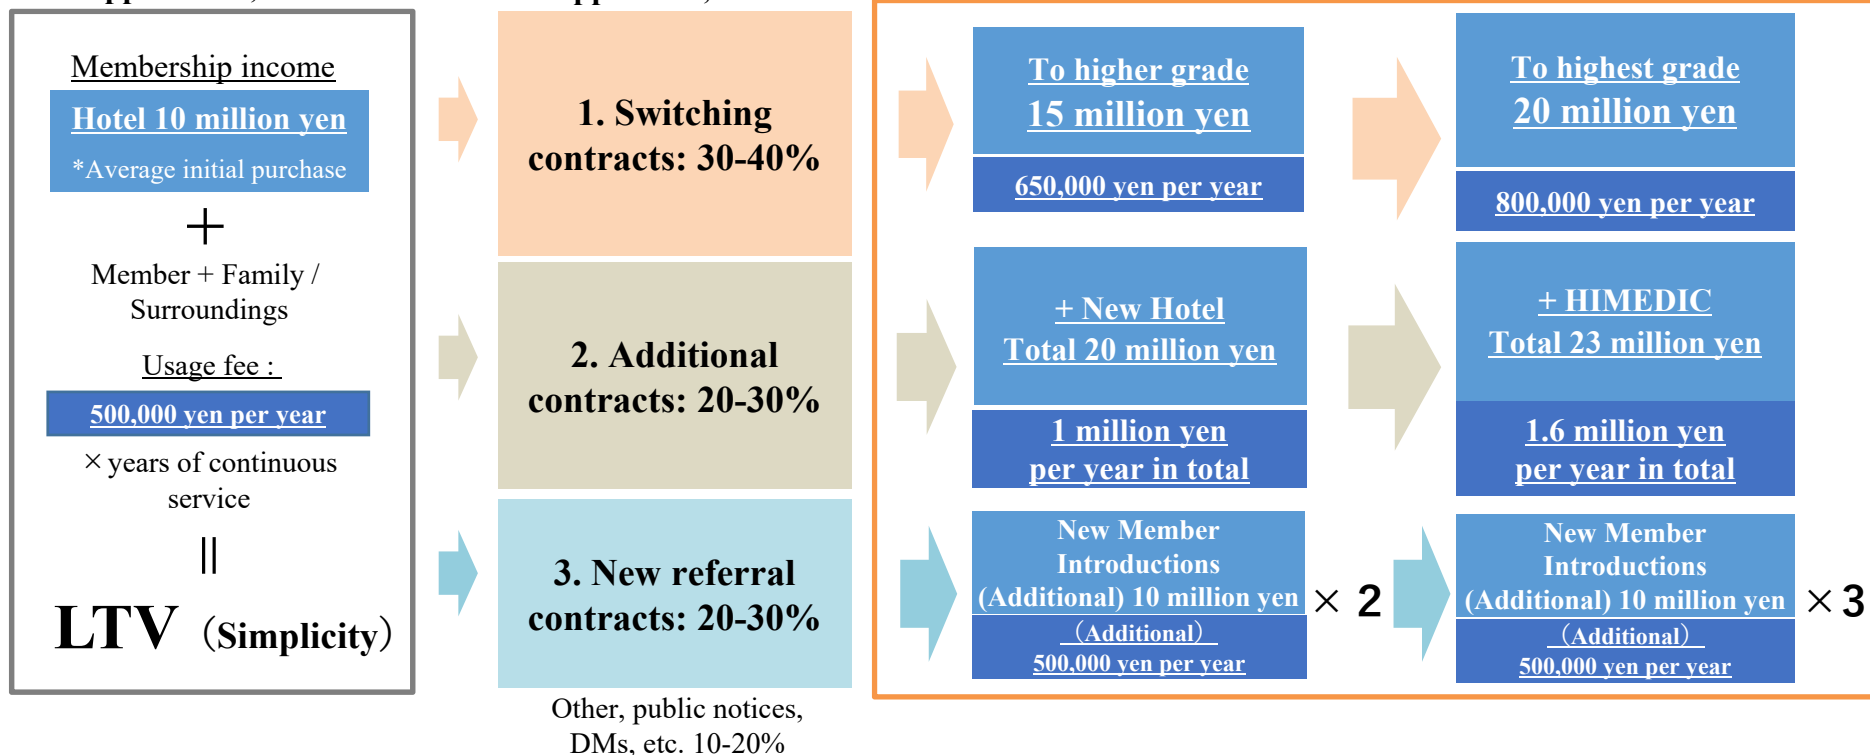 Membership income
Hotel 10 million yen
*Average initial purchase
+
Member + Family /
Surroundings
Usage fee :
500,000 yen per year
× years of continuous
service
=
LTV (Simplicity)
1. Switching
contracts: 30-40%
2. Additional
contracts: 20-30%
3. New referral
contracts: 20-30%
Other, public notices,
DMs, etc. 10-20%
To higher grade
15 million yen
650,000 yen per year
To highest grade
20 million yen
800,000 yen per year
+ New Hotel
Total 20 million yen
1 million yen
per year in total
+ HIMEDIC
Total 23 million yen
1.6 million yen
per year in total
New Member
Introductions
(Additional) 10 million yen
(Additional)
500,000 yen per year
× 2
New Member
Introductions
(Additional) 10 million yen
(Additional)
500,000 yen per year
×3